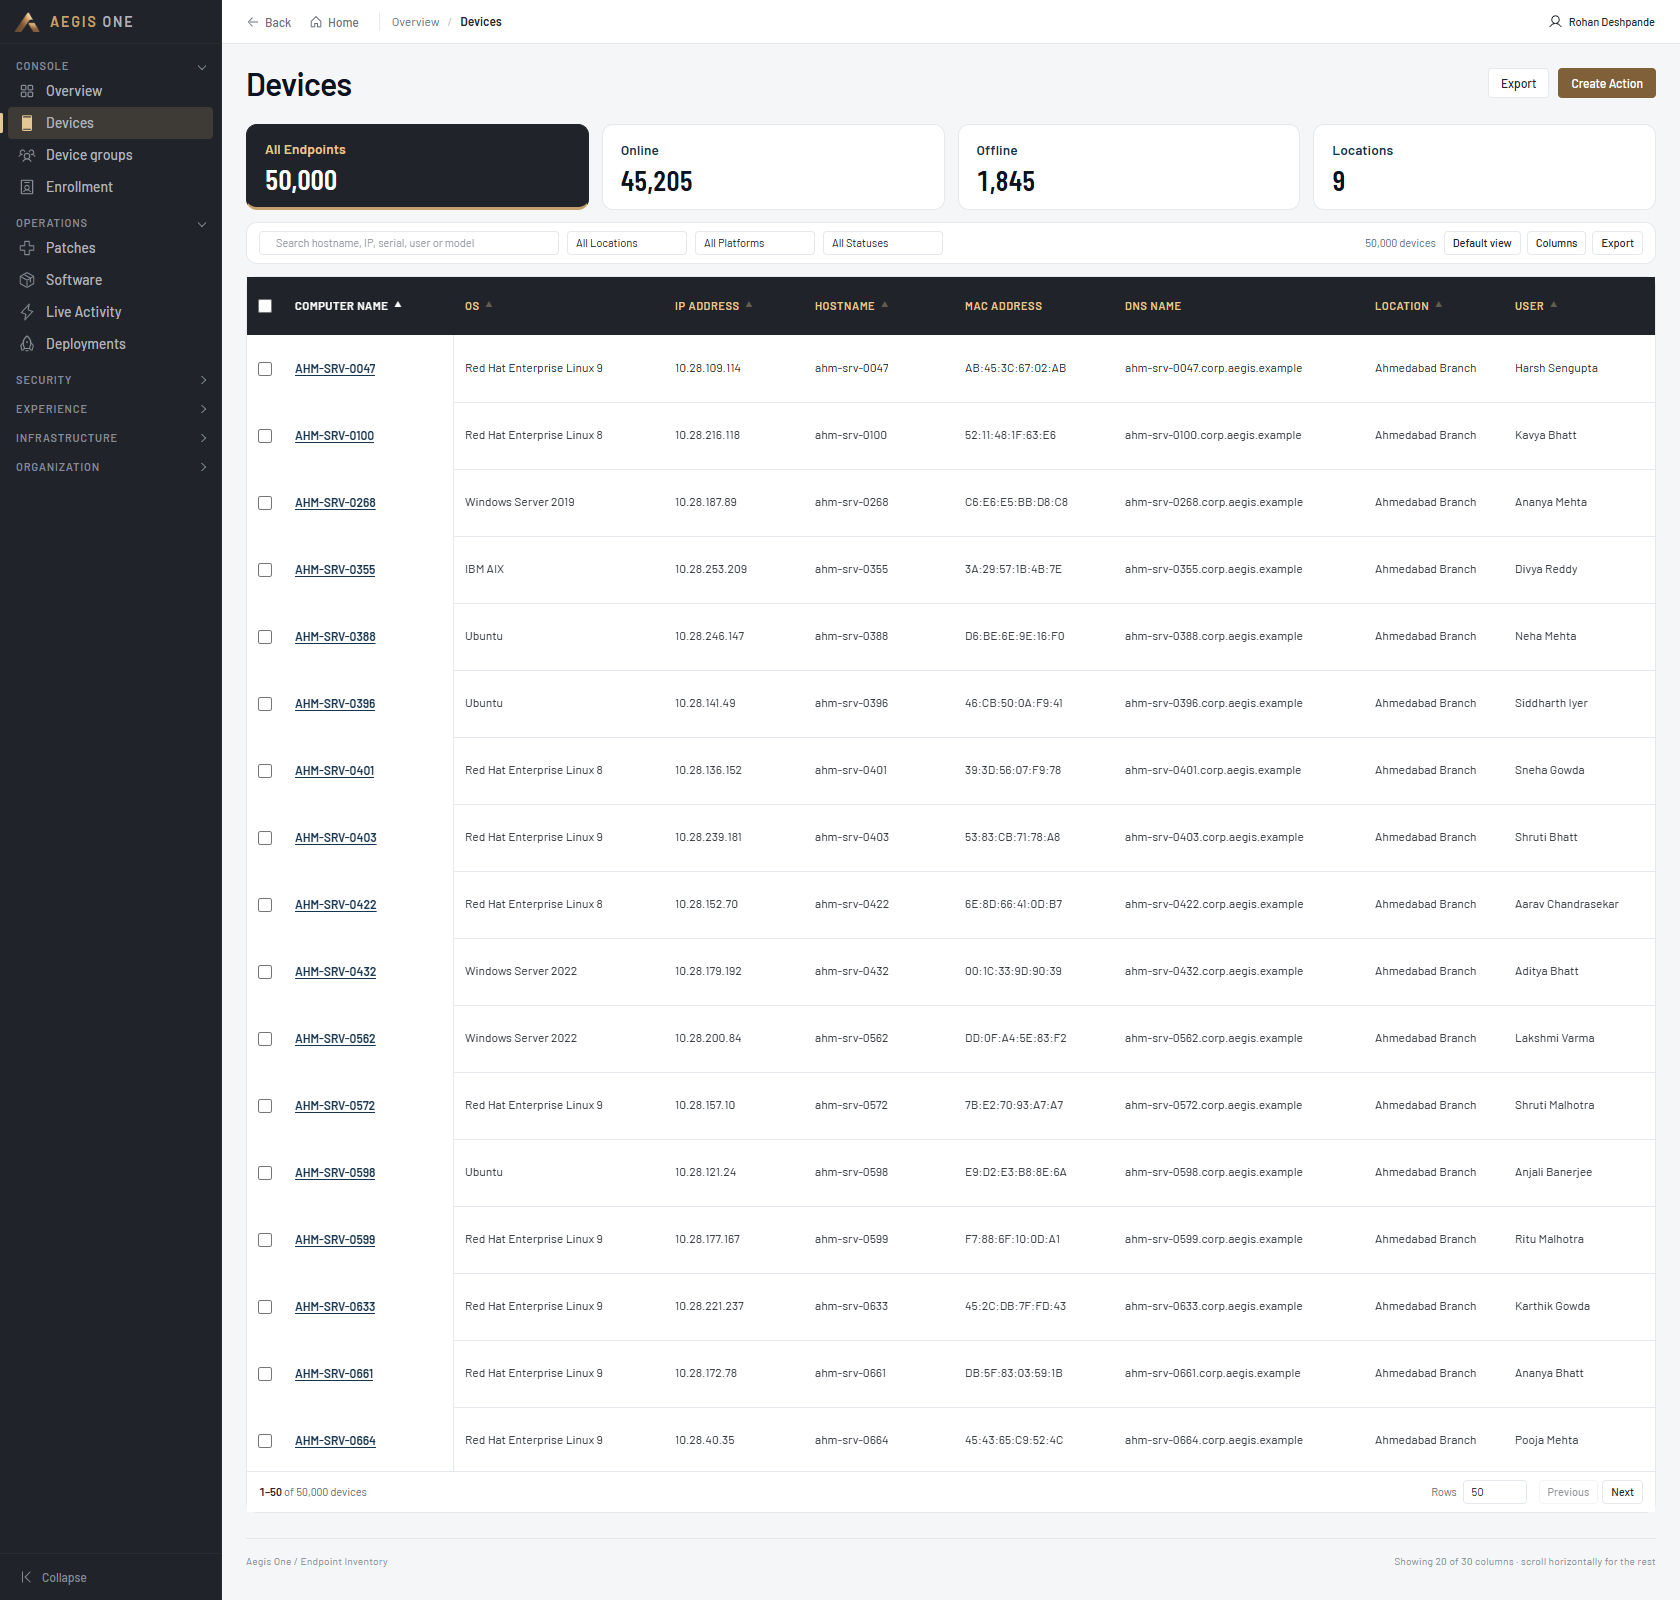 AEGIS ONE
CONSOLE
Overview
Devices
Device groups
Enrollment
OPERATIONS
Patches
Software
Live Activity
Deployments
SECURITY
EXPERIENCE
INFRASTRUCTURE
ORGANIZATION
Collapse
Back Home Overview / Devices Rohan Deshpande
Devices Export Create Action
All Endpoints Online Offline Locations
50,000 45,205 1,845 9
Search hostname, IP, serial, user or model All Locations All Platforms All Statuses 50,000 devices Default view Columns Export
COMPUTER NAME OS IP ADDRESS HOSTNAME MAC ADDRESS DNS NAME LOCATION USER
AHM-SRV-0047 Red Hat Enterprise Linux 9 10.28.109.114 ahm-srv-0047 AB:45:3C:67:02:AB ahm-srv-0047.corp.aegis.example Ahmedabad Branch Harsh Sengupta
AHM-SRV-0100 Red Hat Enterprise Linux 8 10.28.216.118 ahm-srv-0100 52:11:48:1F:63:E6 ahm-srv-0100.corp.aegis.example Ahmedabad Branch Kavya Bhatt
AHM-SRV-0268 Windows Server 2019 10.28.187.89 ahm-srv-0268 C6:E6:E5:BB:D8:C8 ahm-srv-0268.corp.aegis.example Ahmedabad Branch Ananya Mehta
AHM-SRV-0355 IBM AIX 10.28.253.209 ahm-srv-0355 3A:29:57:1B:4B:7E ahm-srv-0355.corp.aegis.example Ahmedabad Branch Divya Reddy
AHM-SRV-0388 Ubuntu 10.28.246.147 ahm-srv-0388 D6:BE:6E:9E:16:F0 ahm-srv-0388.corp.aegis.example Ahmedabad Branch Neha Mehta
AHM-SRV-0396 Ubuntu 10.28.141.49 ahm-srv-0396 46:CB:50:0A:F9:41 ahm-srv-0396.corp.aegis.example Ahmedabad Branch Siddharth Iyer
AHM-SRV-0401 Red Hat Enterprise Linux 8 10.28.136.152 ahm-srv-0401 39:3D:56:07:F9:78 ahm-srv-0401.corp.aegis.example Ahmedabad Branch Sneha Gowda
AHM-SRV-0403 Red Hat Enterprise Linux 9 10.28.239.181 ahm-srv-0403 53:83:CB:71:78:A8 ahm-srv-0403.corp.aegis.example Ahmedabad Branch Shruti Bhatt
AHM-SRV-0422 Red Hat Enterprise Linux 8 10.28.152.70 ahm-srv-0422 6E:8D:66:41:0D:B7 ahm-srv-0422.corp.aegis.example Ahmedabad Branch Aarav Chandrasekar
AHM-SRV-0432 Windows Server 2022 10.28.179.192 ahm-srv-0432 00:1C:33:9D:90:39 ahm-srv-0432.corp.aegis.example Ahmedabad Branch Aditya Bhatt
AHM-SRV-0562 Windows Server 2022 10.28.200.84 ahm-srv-0562 DD:0F:A4:5E:83:F2 ahm-srv-0562.corp.aegis.example Ahmedabad Branch Lakshmi Varma
AHM-SRV-0572 Red Hat Enterprise Linux 9 10.28.157.10 ahm-srv-0572 7B:E2:70:93:A7:A7 ahm-srv-0572.corp.aegis.example Ahmedabad Branch Shruti Malhotra
AHM-SRV-0598 Ubuntu 10.28.121.24 ahm-srv-0598 E9:D2:E3:B8:8E:6A ahm-srv-0598.corp.aegis.example Ahmedabad Branch Anjali Banerjee
AHM-SRV-0599 Red Hat Enterprise Linux 9 10.28.177.167 ahm-srv-0599 F7:88:6F:10:0D:A1 ahm-srv-0599.corp.aegis.example Ahmedabad Branch Ritu Malhotra
AHM-SRV-0633 Red Hat Enterprise Linux 9 10.28.221.237 ahm-srv-0633 45:2C:DB:7F:FD:43 ahm-srv-0633.corp.aegis.example Ahmedabad Branch Karthik Gowda
AHM-SRV-0661 Red Hat Enterprise Linux 9 10.28.172.78 ahm-srv-0661 DB:5F:83:03:59:1B ahm-srv-0661.corp.aegis.example Ahmedabad Branch Ananya Bhatt
AHM-SRV-0664 Red Hat Enterprise Linux 9 10.28.40.35 ahm-srv-0664 45:43:65:C9:52:4C ahm-srv-0664.corp.aegis.example Ahmedabad Branch Pooja Mehta
1–50 of 50,000 devices Rows 50 Previous Next
Aegis One / Endpoint Inventory Showing 20 of 30 columns · scroll horizontally for the rest